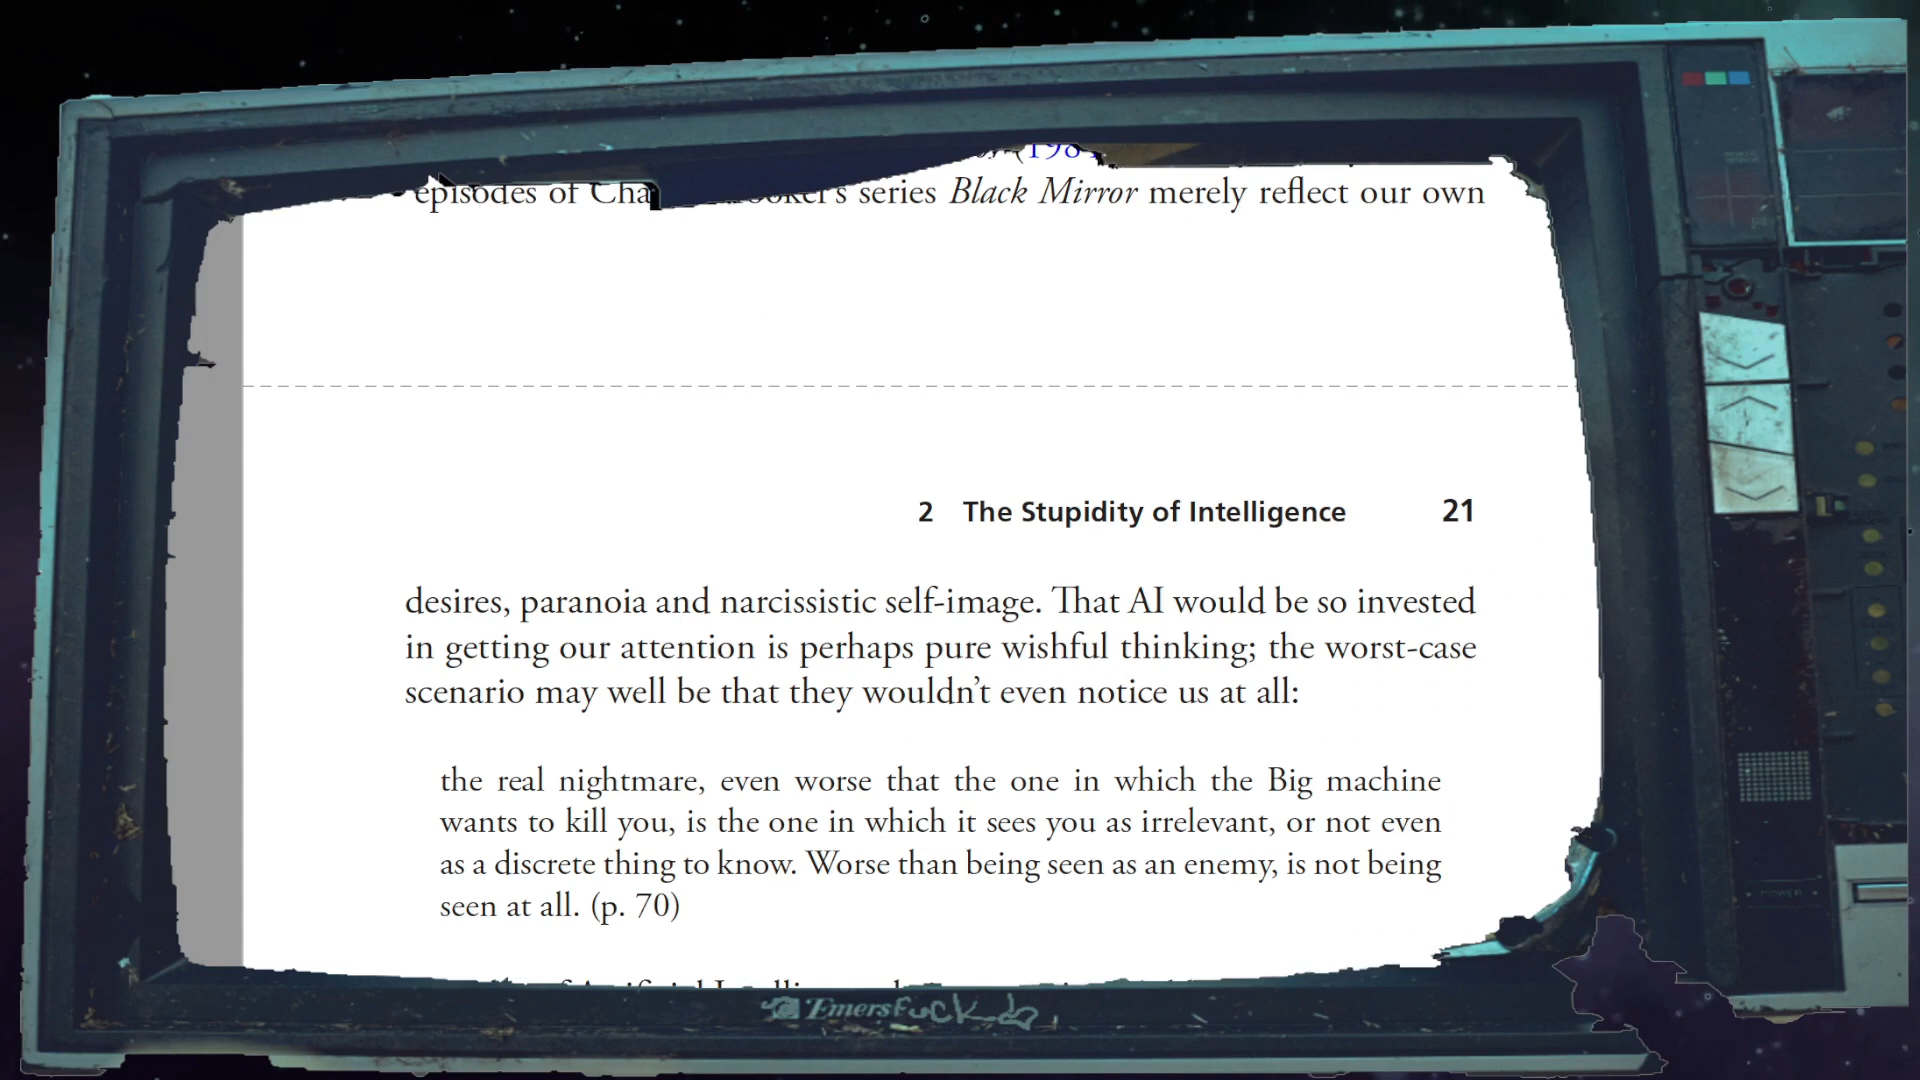 (198
episodes of Cha ooker's series Black Mirror merely reflect our own
2 The Stupidity of Intelligence 21
desires, paranoia and narcissistic self-image. That AI would be so invested
in getting our attention is perhaps pure wishful thinking; the worst-case
scenario may well be that they wouldn't even notice us at all:
the real nightmare, even worse that the one in which the Big machine
wants to kill you, is the one in which it sees you as irrelevant, or not even
as a discrete thing to know. Worse than being seen as an enemy, is not being
seen at all. (p. 70)
EmersFuck
POWER